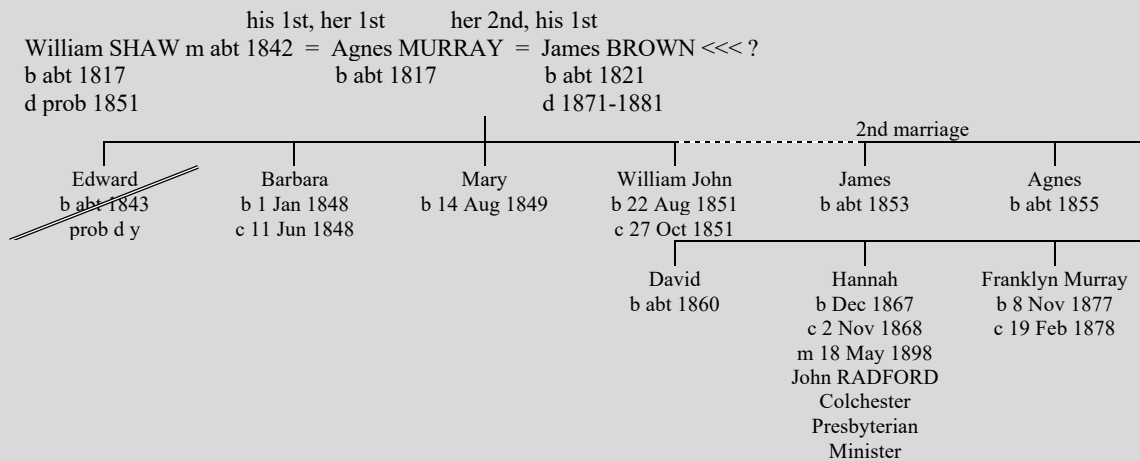 his 1st, her 1st her 2nd, his 1st
William SHAW m abt 1842 = Agnes MURRAY = James BROWN <<< ?
b abt 1817 b abt 1817 b abt 1821
d prob 1851 d 1871-1881
2nd marriage
Edward Barbara Mary William John James Agnes
b abt 1843 b 1 Jan 1848 b 14 Aug 1849 b 22 Aug 1851 b abt 1853 b abt 1855
prob d y c 11 Jun 1848 c 27 Oct 1851
David Hannah Franklyn Murray
b abt 1860 b Dec 1867 b 8 Nov 1877
c 2 Nov 1868 c 19 Feb 1878
m 18 May 1898
John RADFORD
Colchester
Presbyterian
Minister